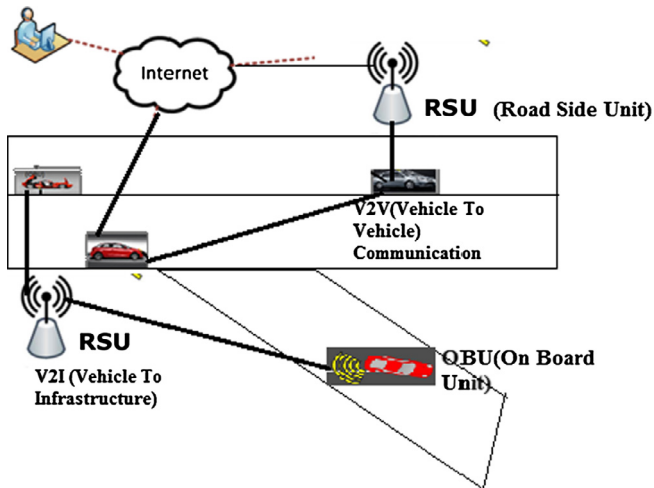 Internet
RSU (Road Side Unit)
V2V(Vehicle To
Vehicle)
Communication
RSU
V2I (Vehicle To
Infrastructure)
OBU(On Board
Unit)